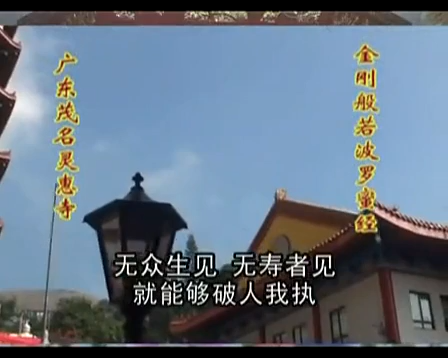 金刚般若波罗蜜经
广东茂名灵惠寺
无众生见 无寿者见
就能够破人我执